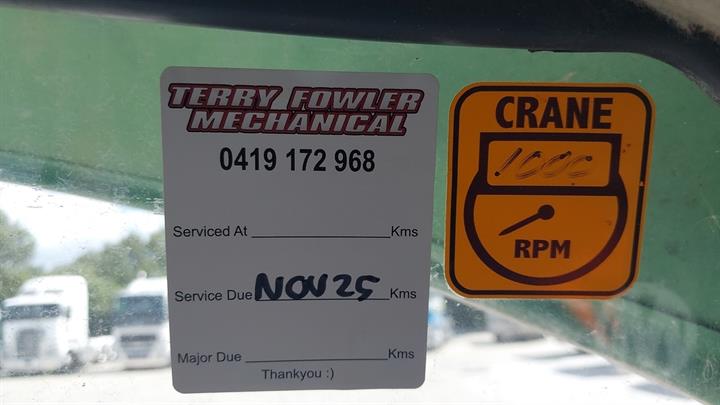 TERRY FOWLER
MECHANICAL
0419 172 968
Serviced At Kms
Service Due NOV 25 Kms
Major Due Kms
Thankyou :)
CRANE
1000
RPM